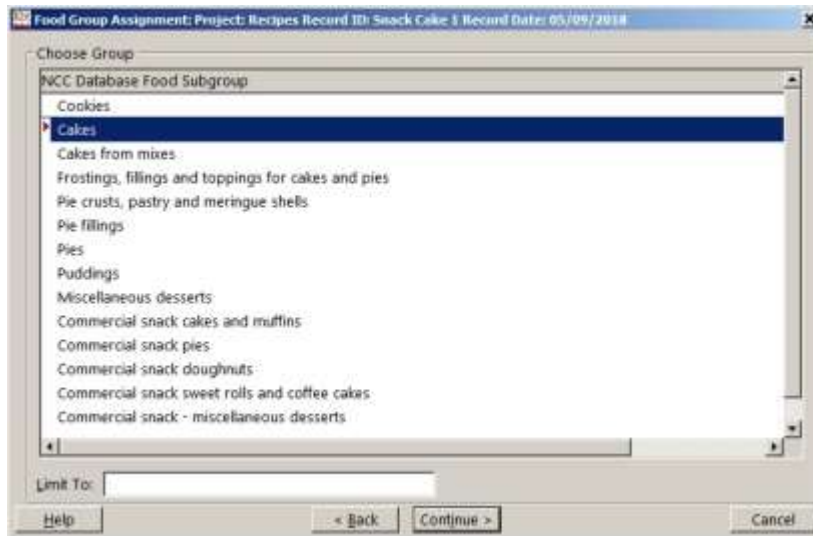 Food Group Assignment; Project: Recipes Record ID: Snack Cake 1 Record Date: 05/09/2018
Choose Group
NCC Database Food Subgroup
Cookies
Cakes
Cakes from mixes
Frostings, fillings and toppings for cakes and pies
Pie crusts, pastry and meringue shells
Pie fillings
Pies
Puddings
Miscellaneous desserts
Commercial snack cakes and muffins
Commercial snack pies
Commercial snack doughnuts
Commercial snack sweet rolls and coffee cakes
Commercial snack - miscellaneous desserts
Limit To:
Help < Back Continue > Cancel